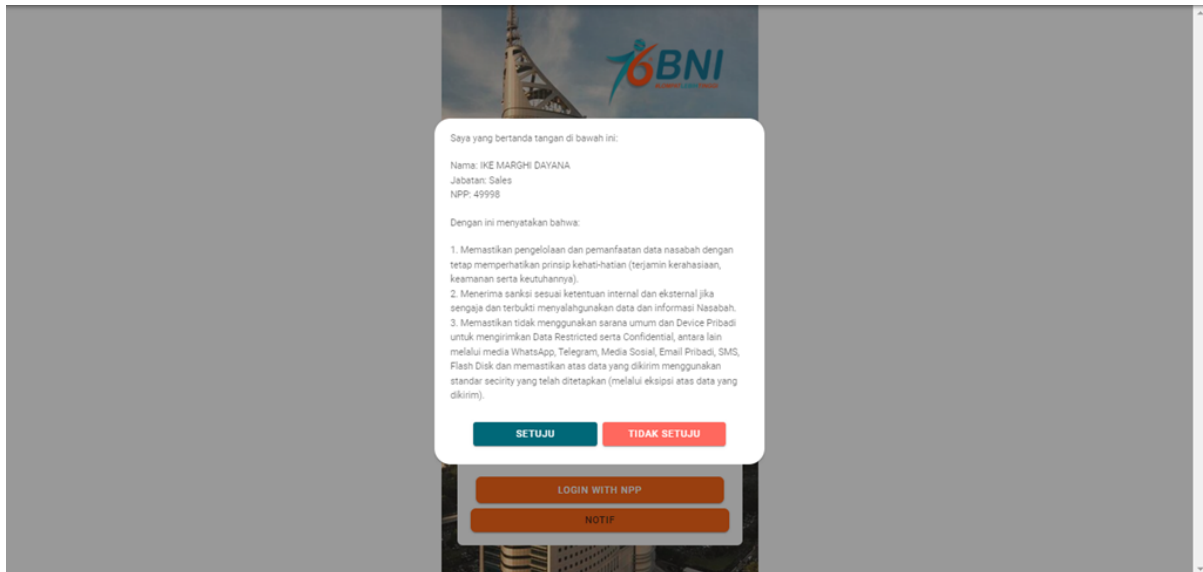 76 BNI
Saya yang bertanda tangan di bawah ini:
Nama: IKE MARGHI DAYANA
Jabatan: Sales
NPP: 49998
Dengan ini menyatakan bahwa:
1. Memastikan pengelolaan dan pemanfaatan data nasabah dengan
tetap memperhatikan prinsip kehati-hatian (terjamin kerahasiaan,
keamanan serta keutuhannya).
2. Menerima sanksi sesuai ketentuan internal dan eksternal jika
sengaja dan terbukti menyalahgunakan data dan informasi Nasabah.
3. Memastikan tidak menggunakan sarana umum dan Device Pribadi
untuk mengirimkan Data Restricted serta Confidential, antara lain
melalui media WhatsApp, Telegram, Media Sosial, Email Pribadi, SMS,
Flash Disk dan memastikan atas data yang dikirim menggunakan
standar secirity yang telah ditetapkan (melalui eksipsi atas data yang
dikirim).
SETUJU
TIDAK SETUJU
LOGIN WITH NPP
NOTIF